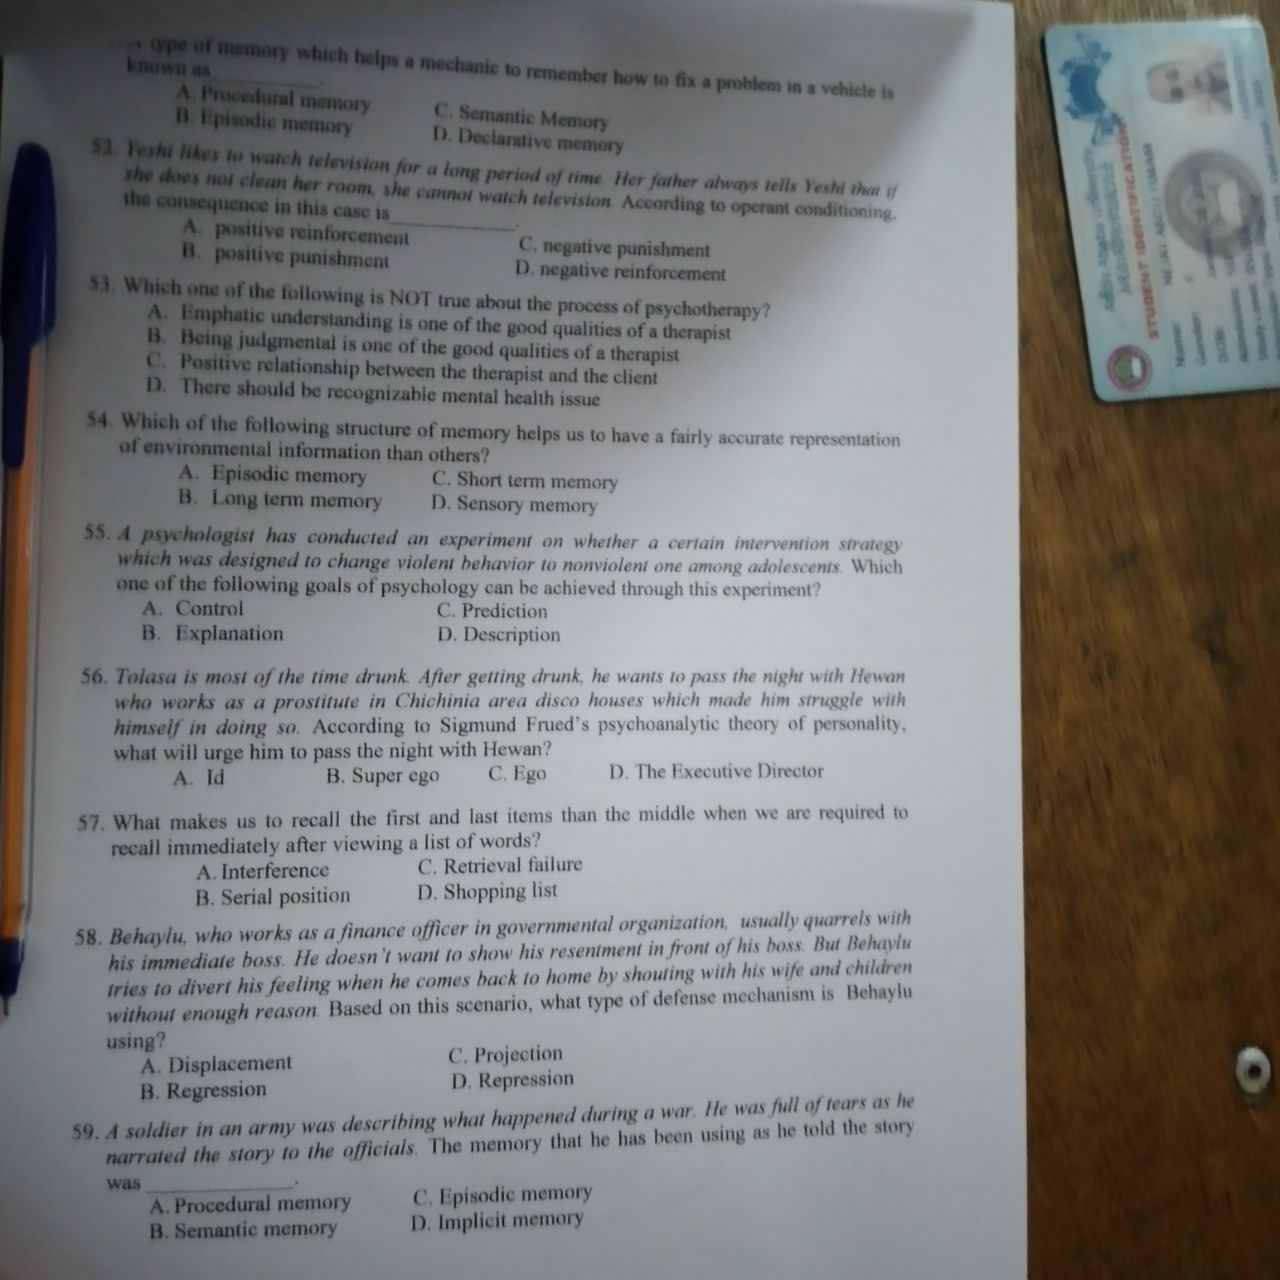 type of memory which helps a mechanic to remember how to fix a problem in a vehicle is
known as __________.
A. Procedural memory C. Semantic Memory
B. Episodic memory D. Declarative memory
52. Yeshi likes to watch television for a long period of time. Her father always tells Yeshi that if
she does not clean her room, she cannot watch television. According to operant conditioning,
the consequence in this case is __________.
A. positive reinforcement C. negative punishment
B. positive punishment D. negative reinforcement
53. Which one of the following is NOT true about the process of psychotherapy?
A. Emphatic understanding is one of the good qualities of a therapist
B. Being judgmental is one of the good qualities of a therapist
C. Positive relationship between the therapist and the client
D. There should be recognizable mental health issue
54. Which of the following structure of memory helps us to have a fairly accurate representation
of environmental information than others?
A. Episodic memory C. Short term memory
B. Long term memory D. Sensory memory
55. A psychologist has conducted an experiment on whether a certain intervention strategy
which was designed to change violent behavior to nonviolent one among adolescents. Which
one of the following goals of psychology can be achieved through this experiment?
A. Control C. Prediction
B. Explanation D. Description
56. Tolasa is most of the time drunk. After getting drunk, he wants to pass the night with Hewan
who works as a prostitute in Chichinia area disco houses which made him struggle with
himself in doing so. According to Sigmund Frued's psychoanalytic theory of personality,
what will urge him to pass the night with Hewan?
A. Id B. Super ego C. Ego D. The Executive Director
57. What makes us to recall the first and last items than the middle when we are required to
recall immediately after viewing a list of words?
A. Interference C. Retrieval failure
B. Serial position D. Shopping list
58. Behaylu, who works as a finance officer in governmental organization, usually quarrels with
his immediate boss. He doesn't want to show his resentment in front of his boss. But Behaylu
tries to divert his feeling when he comes back to home by shouting with his wife and children
without enough reason. Based on this scenario, what type of defense mechanism is Behaylu
using?
A. Displacement C. Projection
B. Regression D. Repression
59. A soldier in an army was describing what happened during a war. He was full of tears as he
narrated the story to the officials. The memory that he has been using as he told the story
was __________.
A. Procedural memory C. Episodic memory
B. Semantic memory D. Implicit memory
Addis Ababa University
STUDENT IDENTIFICATION
Name:
Gender: F
DOB: